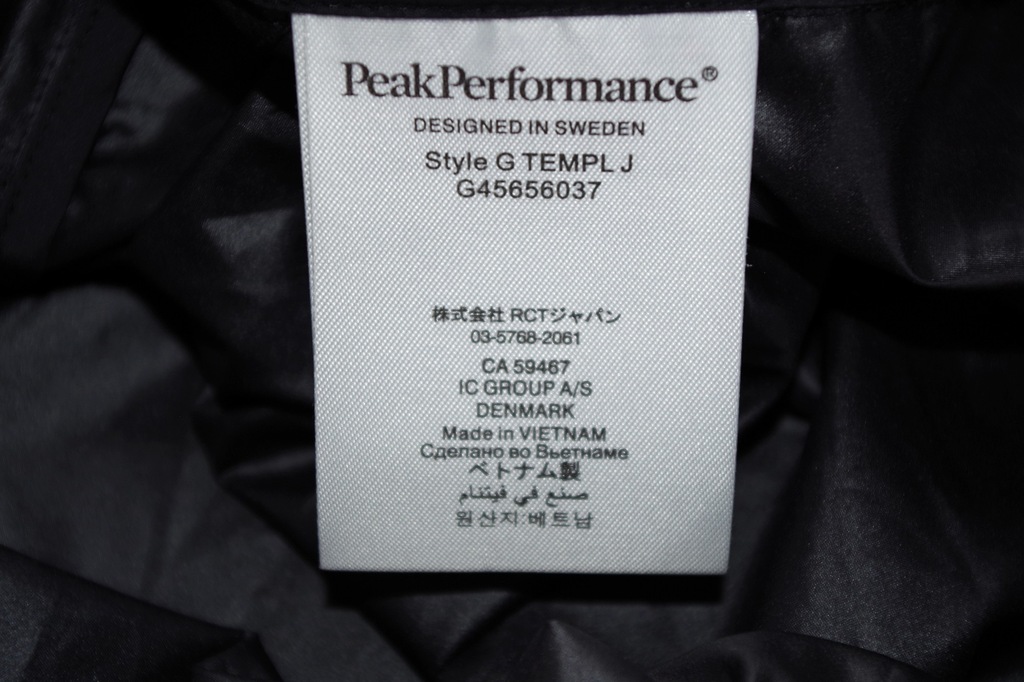 PeakPerformance®
DESIGNED IN SWEDEN
Style G TEMPL J
G45656037
株式会社 RCTジャパン
03-5768-2061
CA 59467
IC GROUP A/S
DENMARK
Made in VIETNAM
Сделано во Вьетнаме
ベトナム製
صنع في فيتنام
원산지:베트남